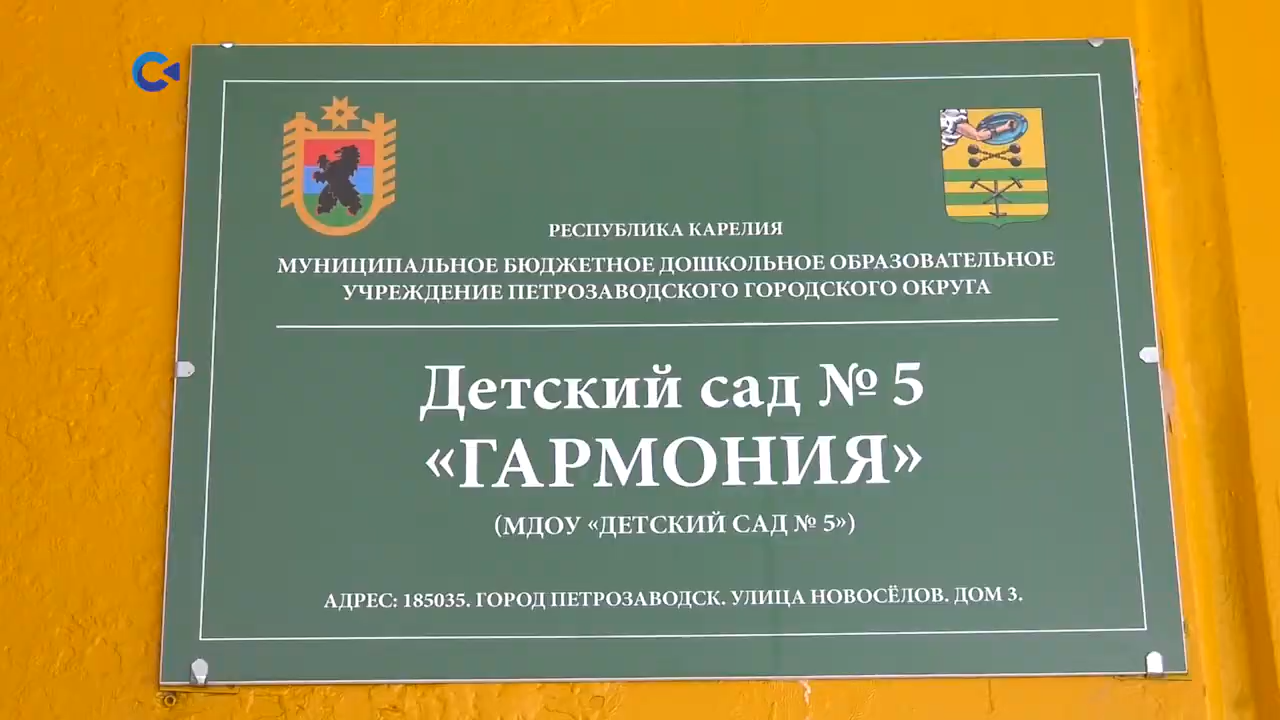 РЕСПУБЛИКА КАРЕЛИЯ
МУНИЦИПАЛЬНОЕ БЮДЖЕТНОЕ ДОШКОЛЬНОЕ ОБРАЗОВАТЕЛЬНОЕ
УЧРЕЖДЕНИЕ ПЕТРОЗАВОДСКОГО ГОРОДСКОГО ОКРУГА
Детский сад № 5
«ГАРМОНИЯ»
(МДОУ «ДЕТСКИЙ САД № 5»)
АДРЕС: 185035. ГОРОД ПЕТРОЗАВОДСК. УЛИЦА НОВОСЁЛОВ. ДОМ 3.